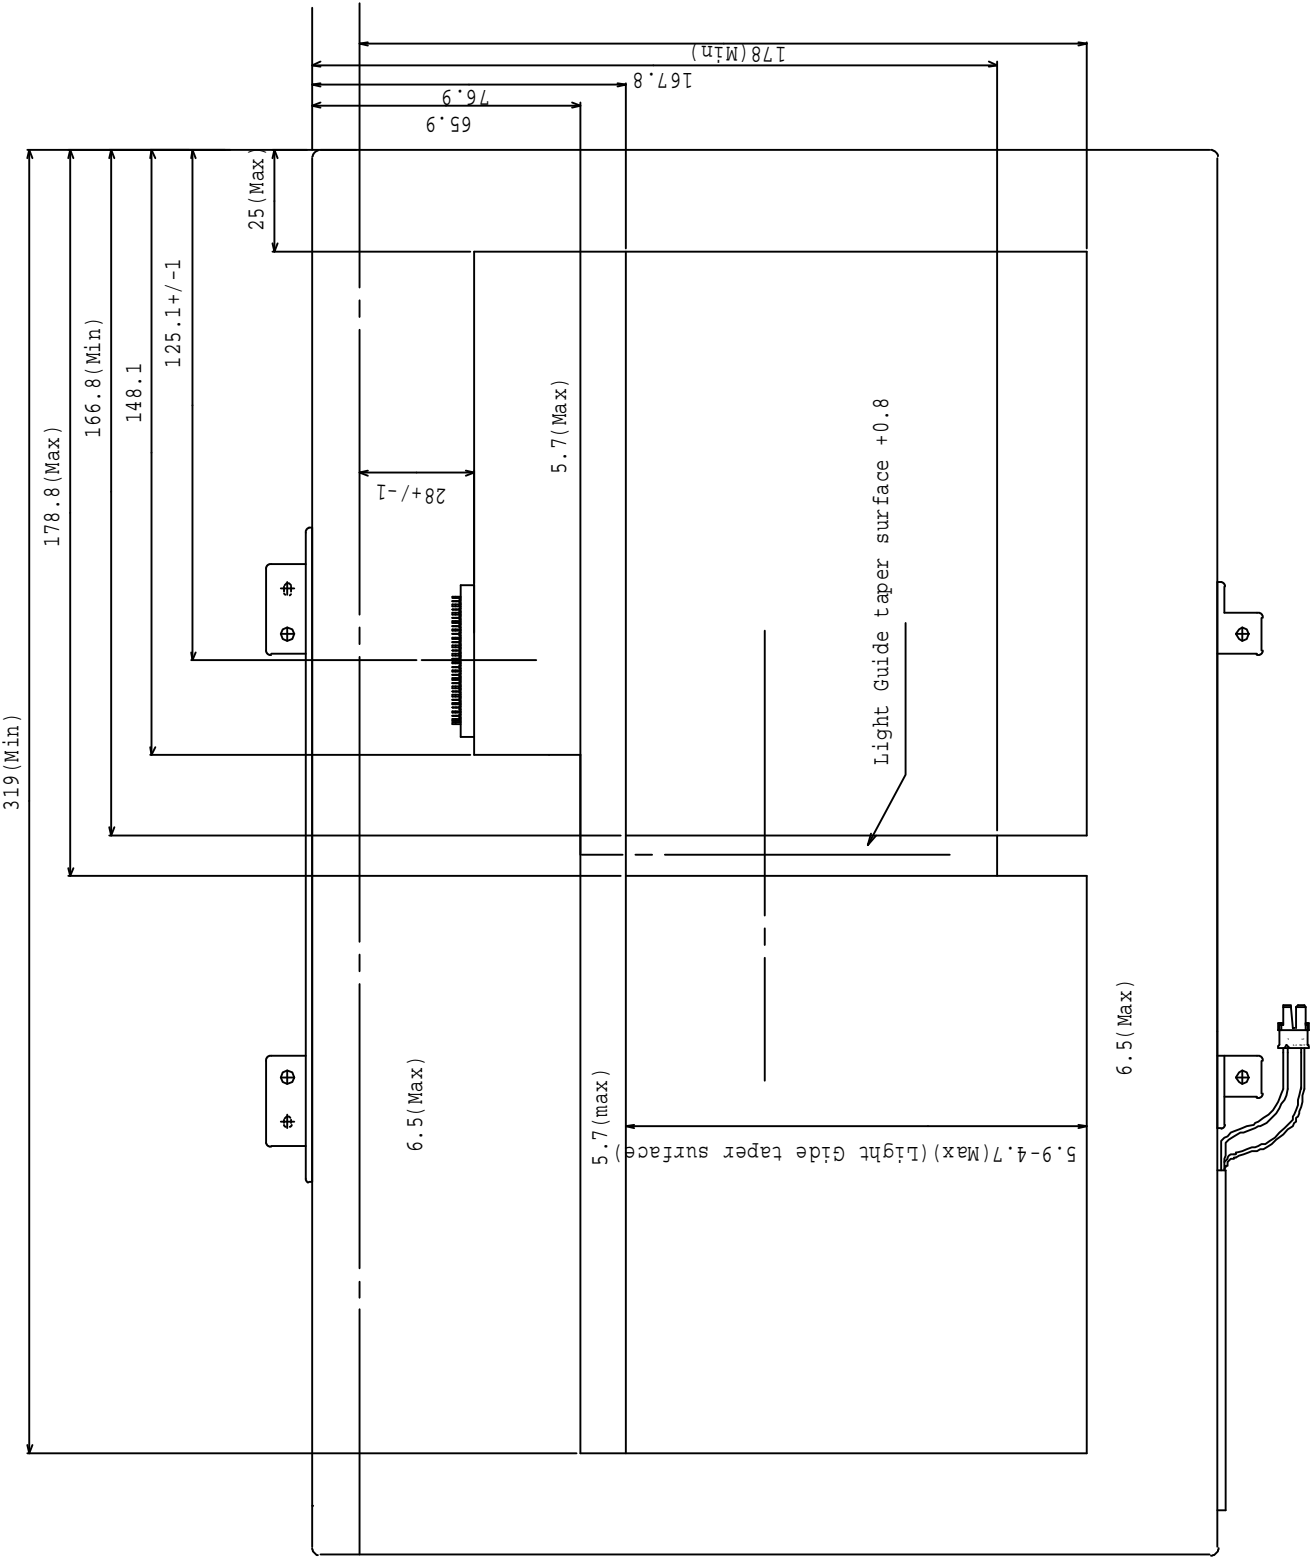 178(Min)
167.8
76.9
65.9
25(Max)
125.1+/-1
166.8(Min)
148.1
178.8(Max)
319(Min)
28+/-1
5.7(Max)
Light Guide taper surface +0.8
6.5(Max)
5.7(max)
5.9-4.7(Max)(Light Gide taper surface)
6.5(Max)